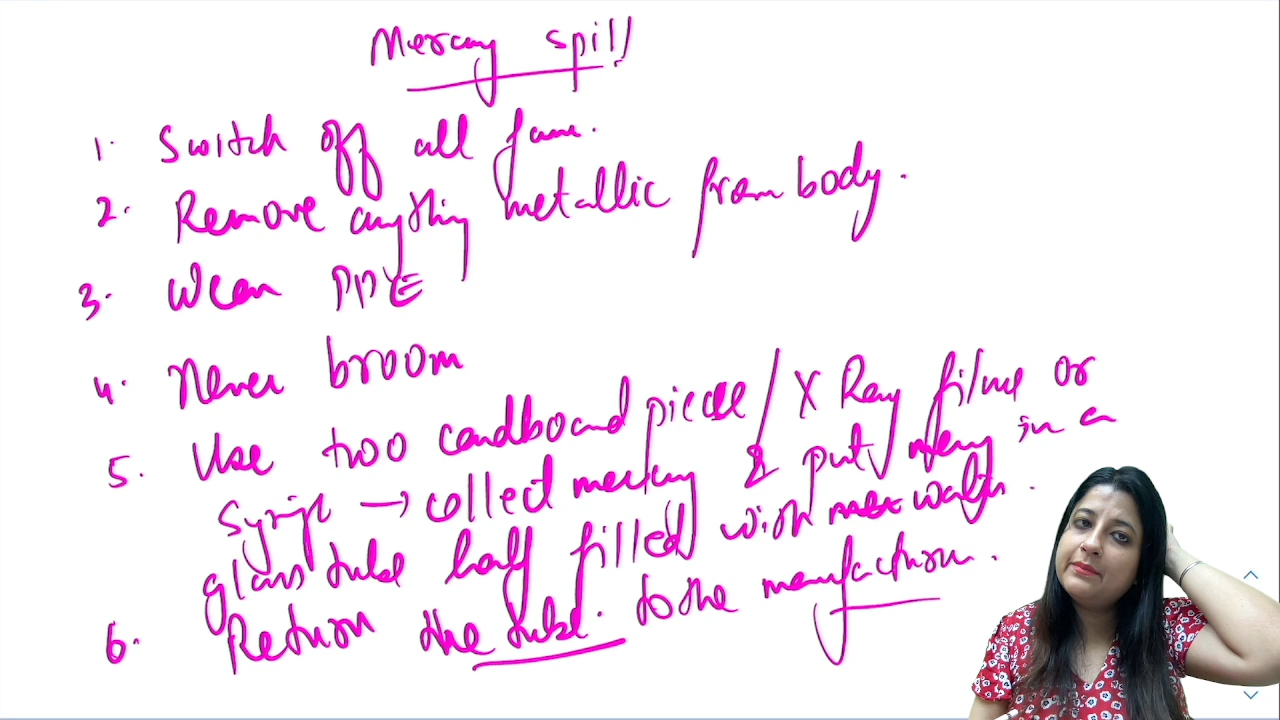 Mercury spill
1. Switch off all fans.
2. Remove anything metallic from body.
3. Wear PPE
4. Never broom
5. Use two cardboard pieces / X Ray films or
Syringe → collect mercury & put in a
glass tube half filled with water.
6. Return the tube. to the manufacturer.